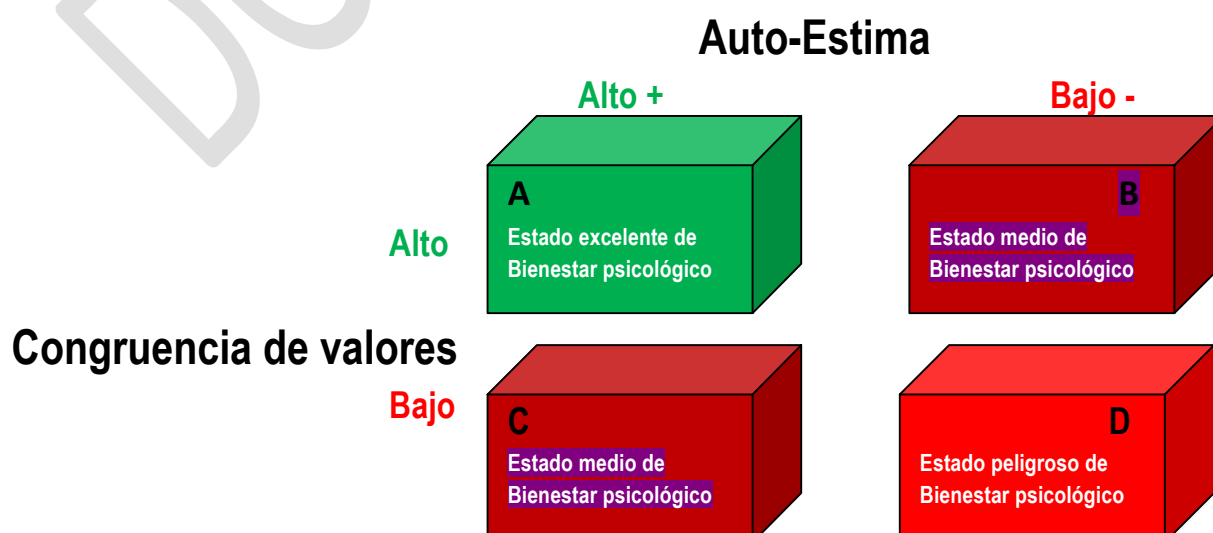 Auto-Estima
Alto +
Bajo -
A
Estado excelente de
Bienestar psicológico
B
Estado medio de
Bienestar psicológico
Alto
Congruencia de valores
Bajo
C
Estado medio de
Bienestar psicológico
D
Estado peligroso de
Bienestar psicológico